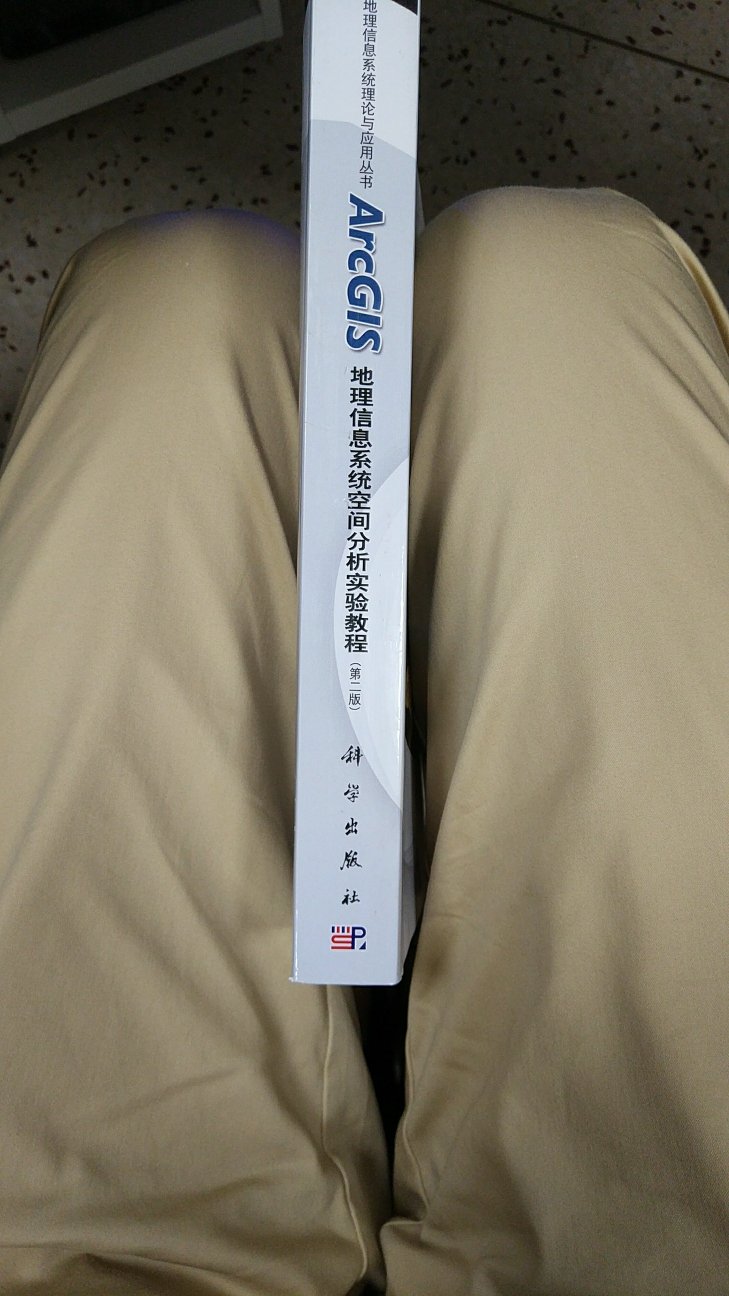 地理信息系统理论与应用丛书
ArcGIS
地理信息系统空间分析实验教程
（第二版）
科学出版社
SP